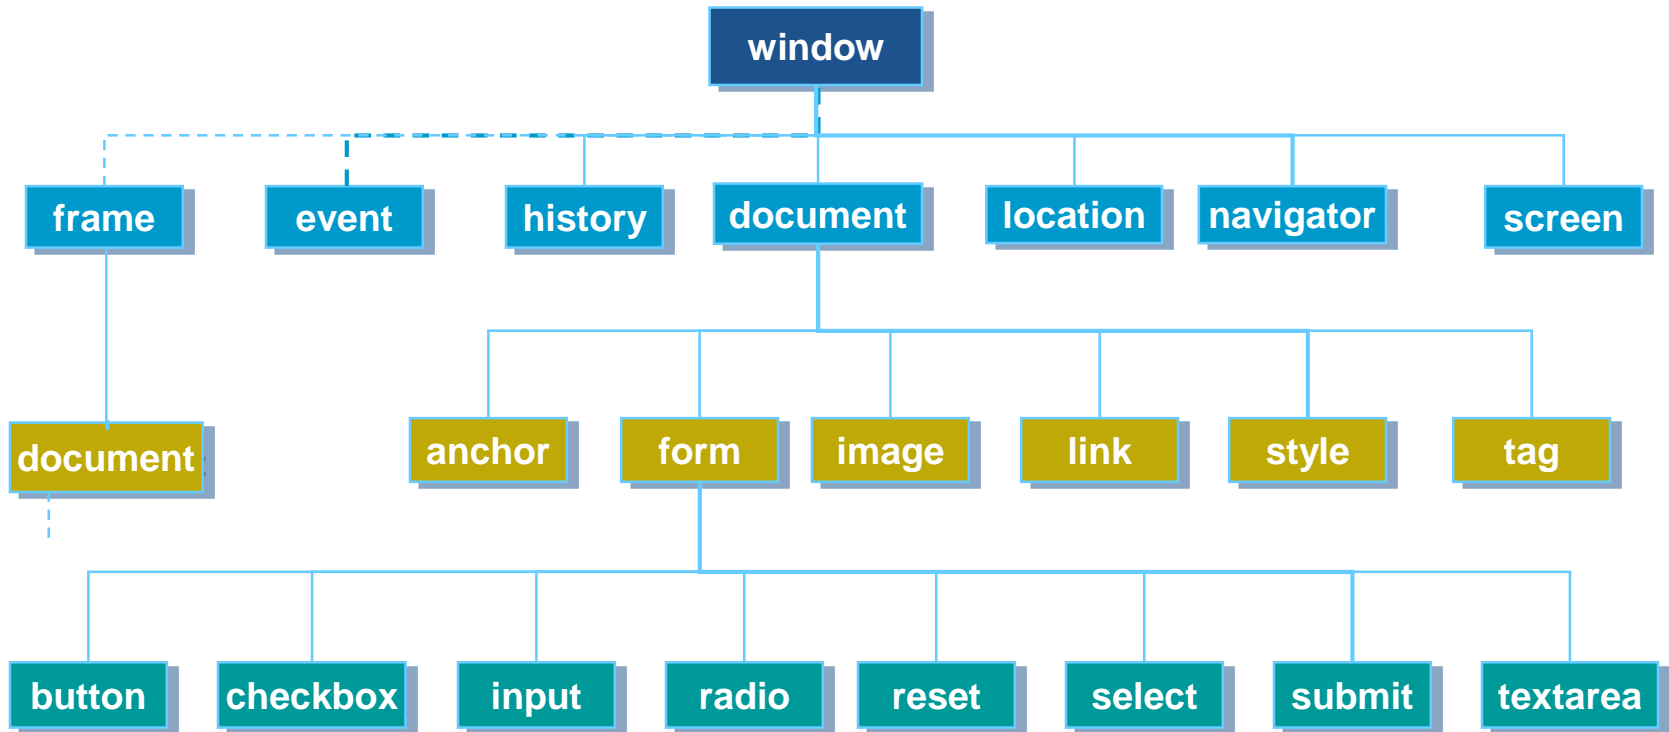 window
frame
event
history
document
location
navigator
screen
document
anchor
form
image
link
style
tag
button
checkbox
input
radio
reset
select
submit
textarea